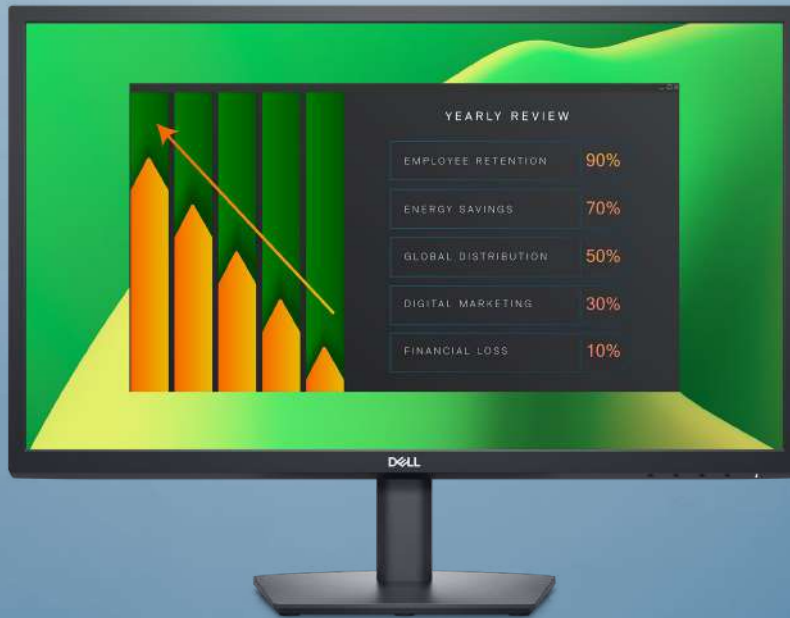 YEARLY REVIEW
EMPLOYEE RETENTION 90%
ENERGY SAVINGS 70%
GLOBAL DISTRIBUTION 50%
DIGITAL MARKETING 30%
FINANCIAL LOSS 10%
DELL